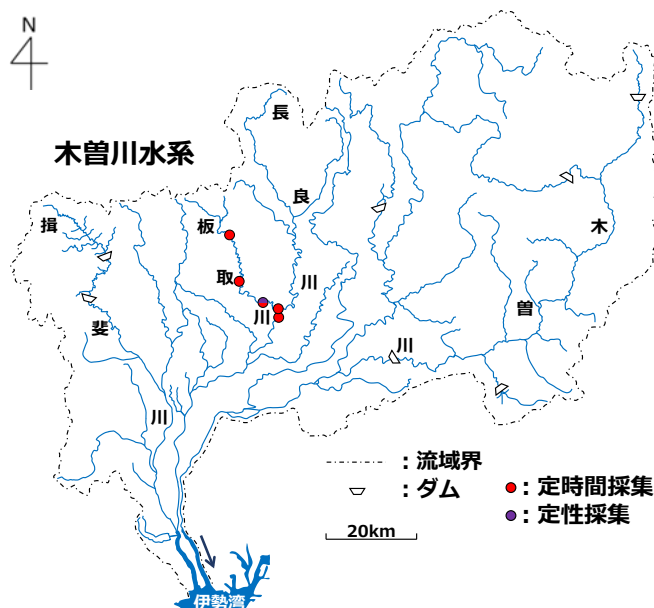 N
木曽川水系
長
良
川
板
取
川
揖
斐
川
木
曽
川
：流域界
：ダム
：定時間採集
：定性採集
20km
伊勢湾